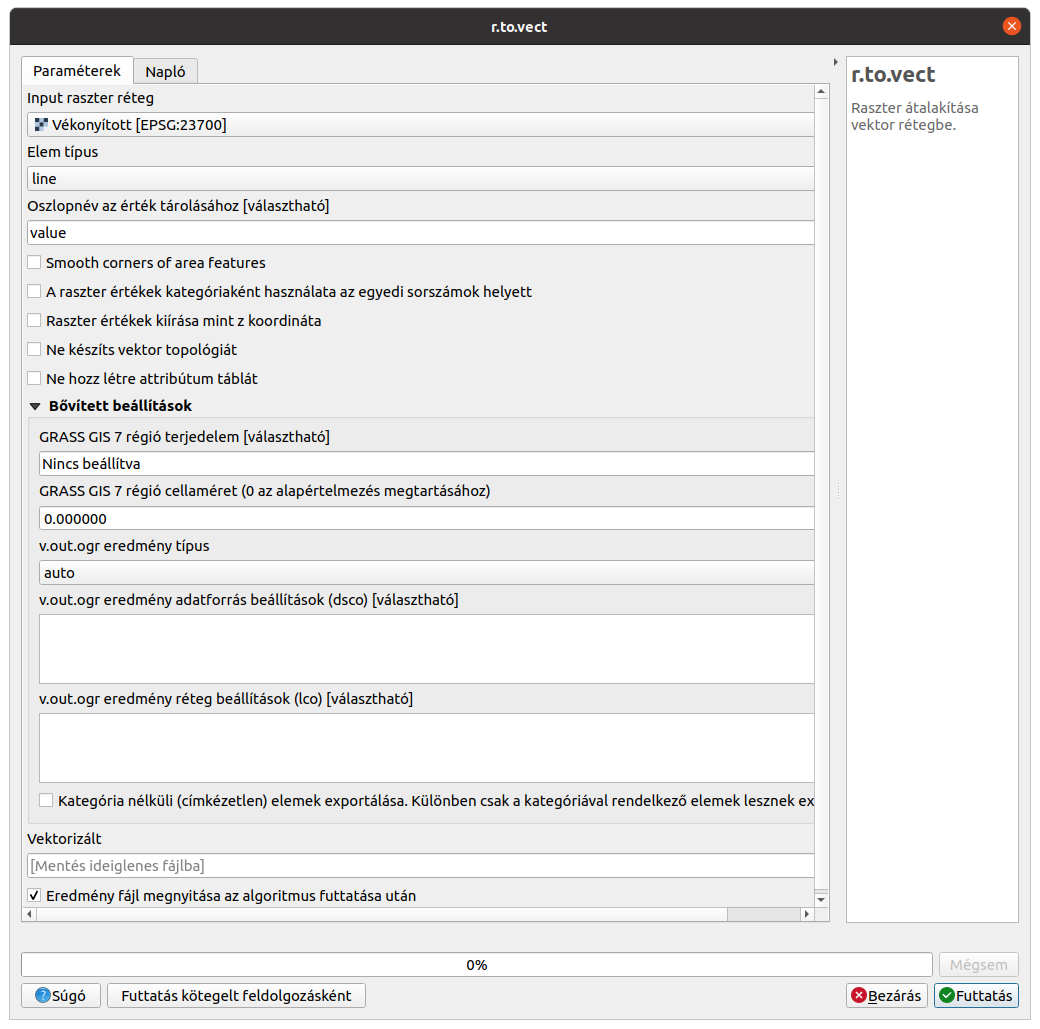 r.to.vect
Paraméterek
Napló
Input raszter réteg
Vékonyított [EPSG:23700]
Elem típus
line
Oszlopnév az érték tárolásához [választható]
value
Smooth corners of area features
A raszter értékek kategóriaként használata az egyedi sorszámok helyett
Raszter értékek kiírása mint z koordináta
Ne készíts vektor topológiát
Ne hozz létre attribútum táblát
Bővített beállítások
GRASS GIS 7 régió terjedelem [választható]
Nincs beállítva
GRASS GIS 7 régió cellaméret (0 az alapértelmezés megtartásához)
0.000000
v.out.ogr eredmény típus
auto
v.out.ogr eredmény adatforrás beállítások (dsco) [választható]
v.out.ogr eredmény réteg beállítások (lco) [választható]
Kategória nélküli (címkézetlen) elemek exportálása. Különben csak a kategóriával rendelkező elemek lesznek ex
Vektorizált
[Mentés ideiglenes fájlba]
Eredmény fájl megnyitása az algoritmus futtatása után
r.to.vect
Raszter átalakítása
vektor rétegbe.
0%
Mégsem
Súgó
Futtatás kötegelt feldolgozásként
Bezárás
Futtatás